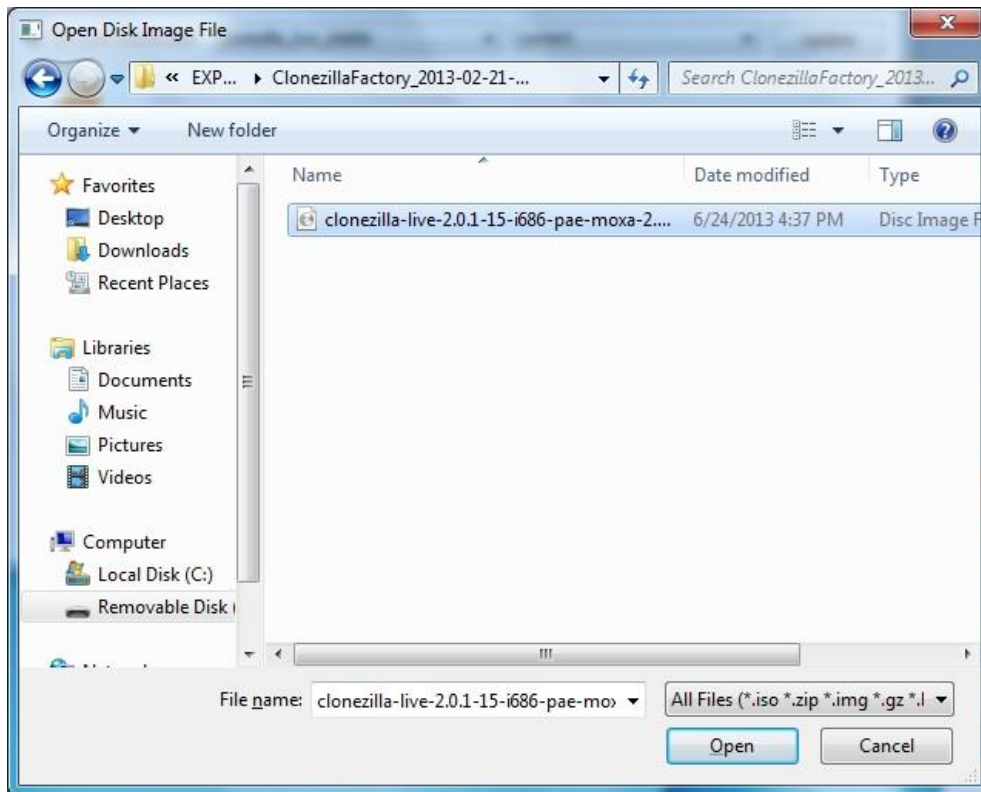 Open Disk Image File
« EXP... ▸ ClonezillaFactory_2013-02-21-...
Search ClonezillaFactory_2013...
Organize ▾ New folder
Name Date modified Type
clonezilla-live-2.0.1-15-i686-pae-moxa-2.... 6/24/2013 4:37 PM Disc Image F
Favorites
Desktop
Downloads
Recent Places
Libraries
Documents
Music
Pictures
Videos
Computer
Local Disk (C:)
Removable Disk (
File name: clonezilla-live-2.0.1-15-i686-pae-mox All Files (*.iso *.zip *.img *.gz *.l
Open Cancel